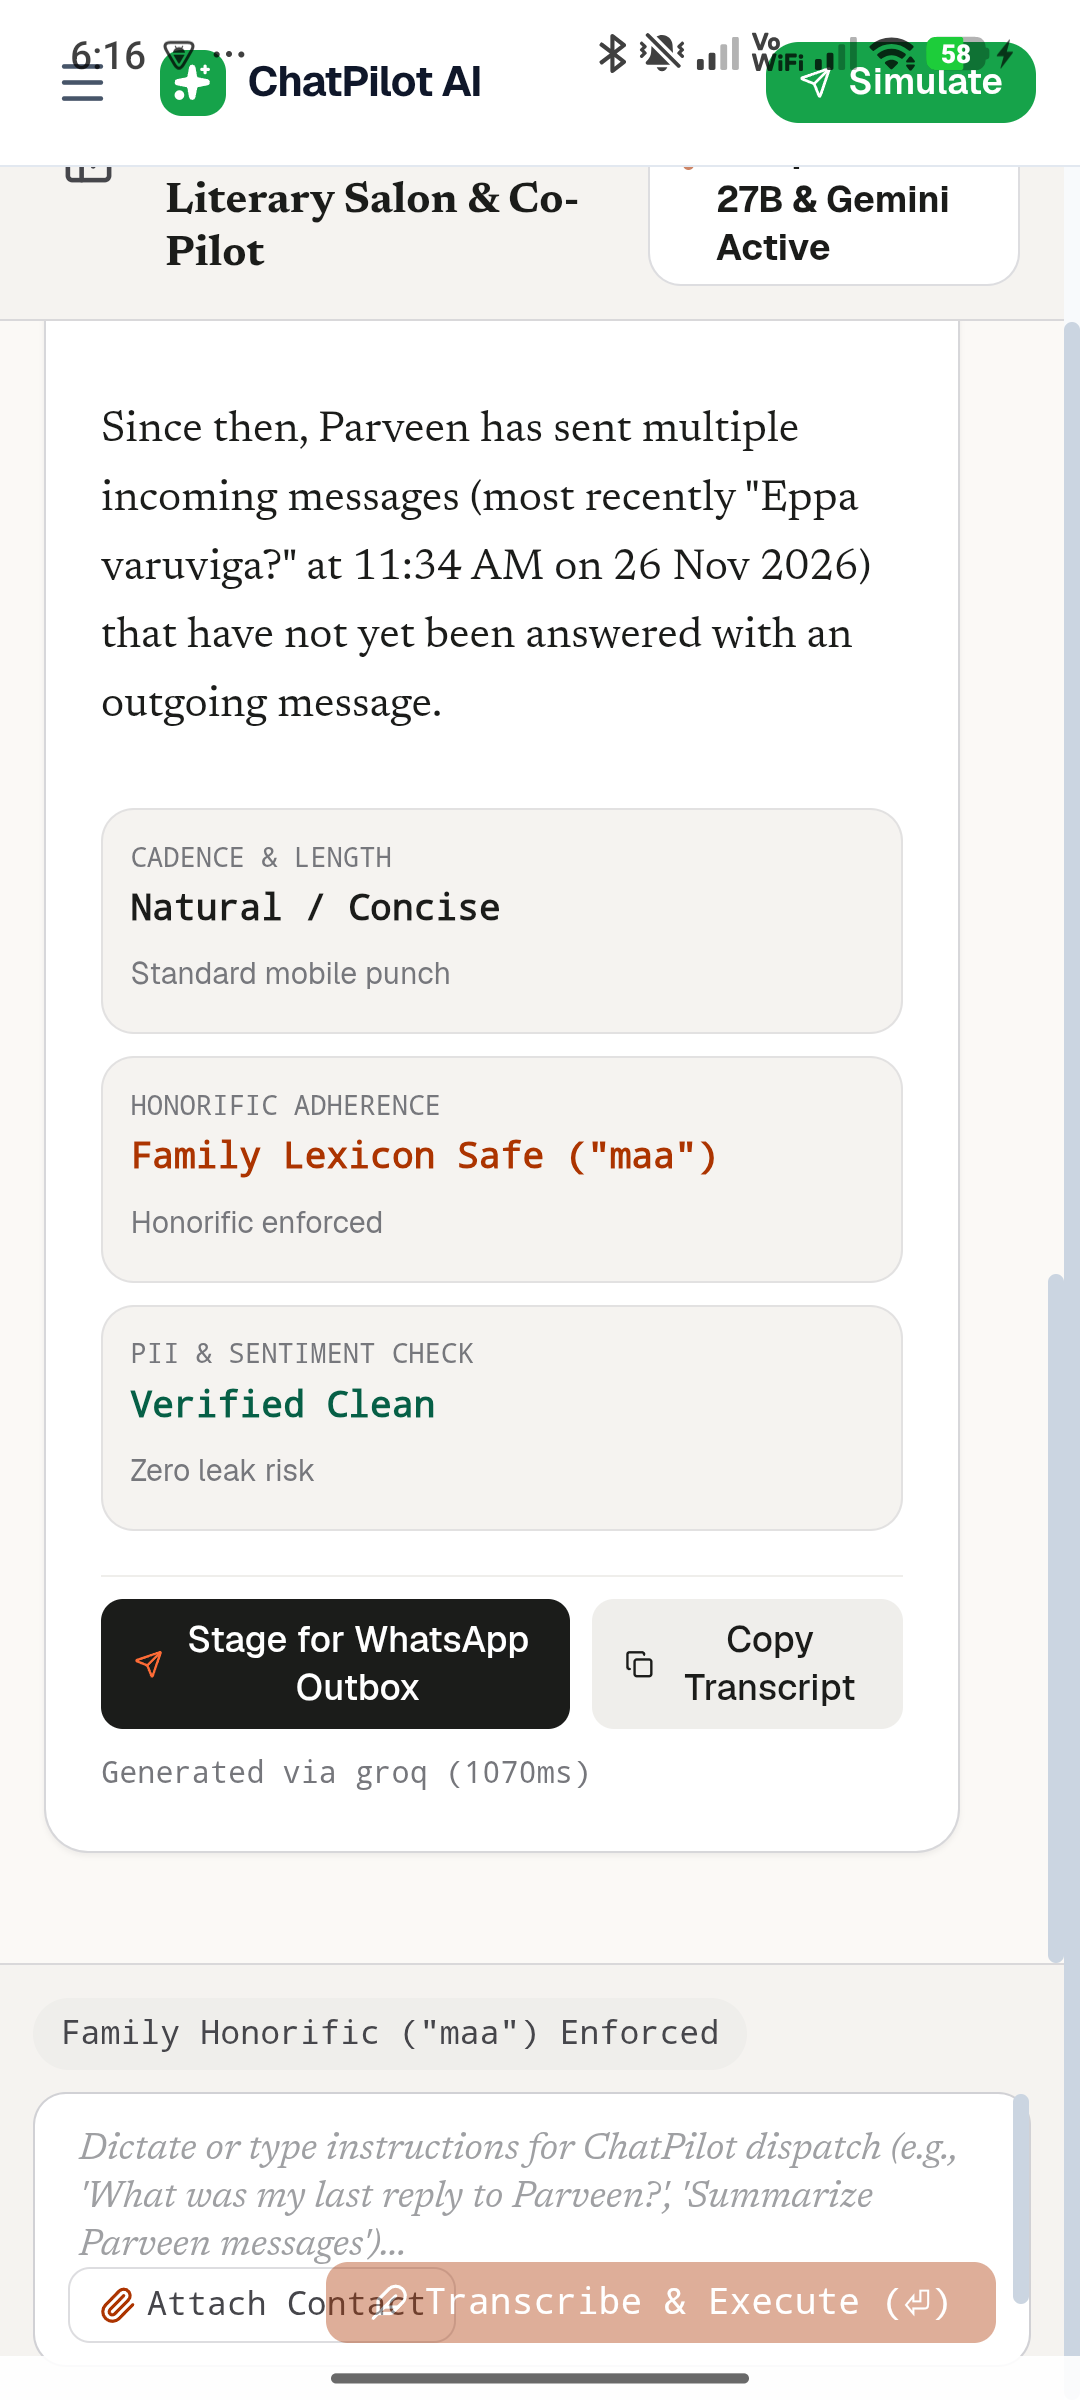 6:16
Vo
WiFi
58
ChatPilot AI
Simulate
Literary Salon & Co-
Pilot
27B & Gemini
Active
Since then, Parveen has sent multiple
incoming messages (most recently "Eppa
varuviga?" at 11:34 AM on 26 Nov 2026)
that have not yet been answered with an
outgoing message.
CADENCE & LENGTH
Natural / Concise
Standard mobile punch
HONORIFIC ADHERENCE
Family Lexicon Safe ("maa")
Honorific enforced
PII & SENTIMENT CHECK
Verified Clean
Zero leak risk
Stage for WhatsApp
Outbox
Copy
Transcript
Generated via groq (1070ms)
Family Honorific ("maa") Enforced
Dictate or type instructions for ChatPilot dispatch (e.g.,
'What was my last reply to Parveen?', 'Summarize
Parveen messages')...
Attach Contact
Transcribe & Execute (⏎)